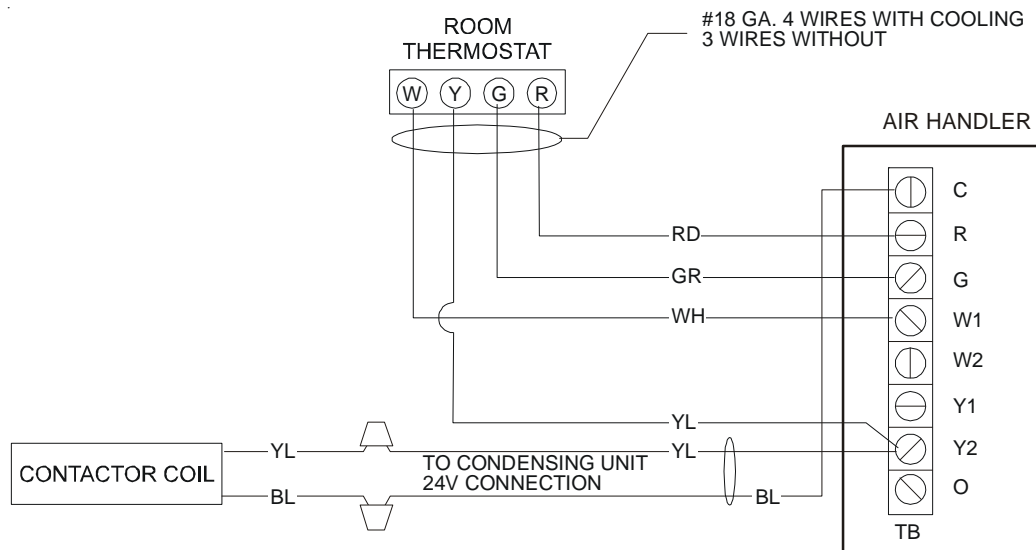 #18 GA. 4 WIRES WITH COOLING
3 WIRES WITHOUT
ROOM
THERMOSTAT
W Y G R
AIR HANDLER
C
RD R
GR G
WH W1
W2
Y1
YL
YL YL Y2
CONTACTOR COIL
TO CONDENSING UNIT
24V CONNECTION
BL BL O
TB